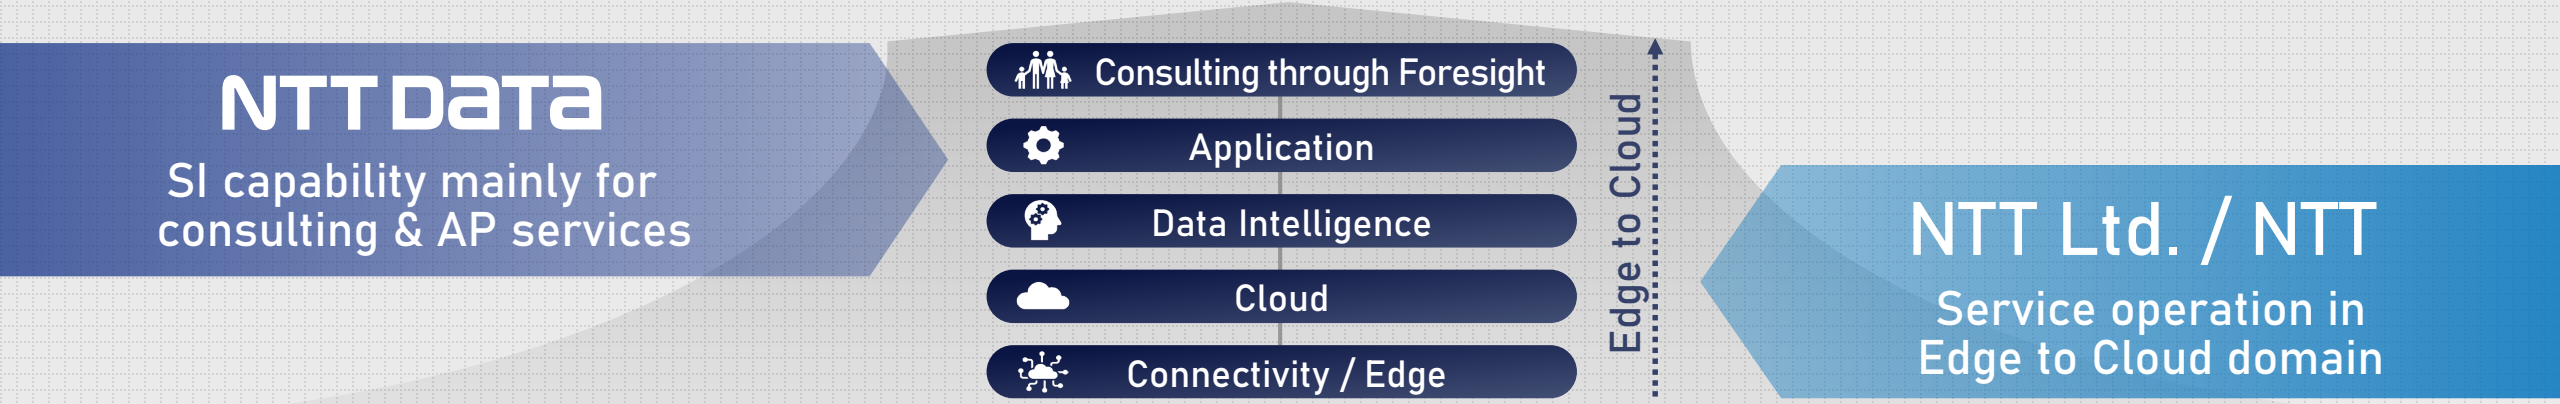 NTT DATA
SI capability mainly for
consulting & AP services
Consulting through Foresight
Application
Data Intelligence
Cloud
Connectivity / Edge
Edge to Cloud
NTT Ltd. / NTT
Service operation in
Edge to Cloud domain